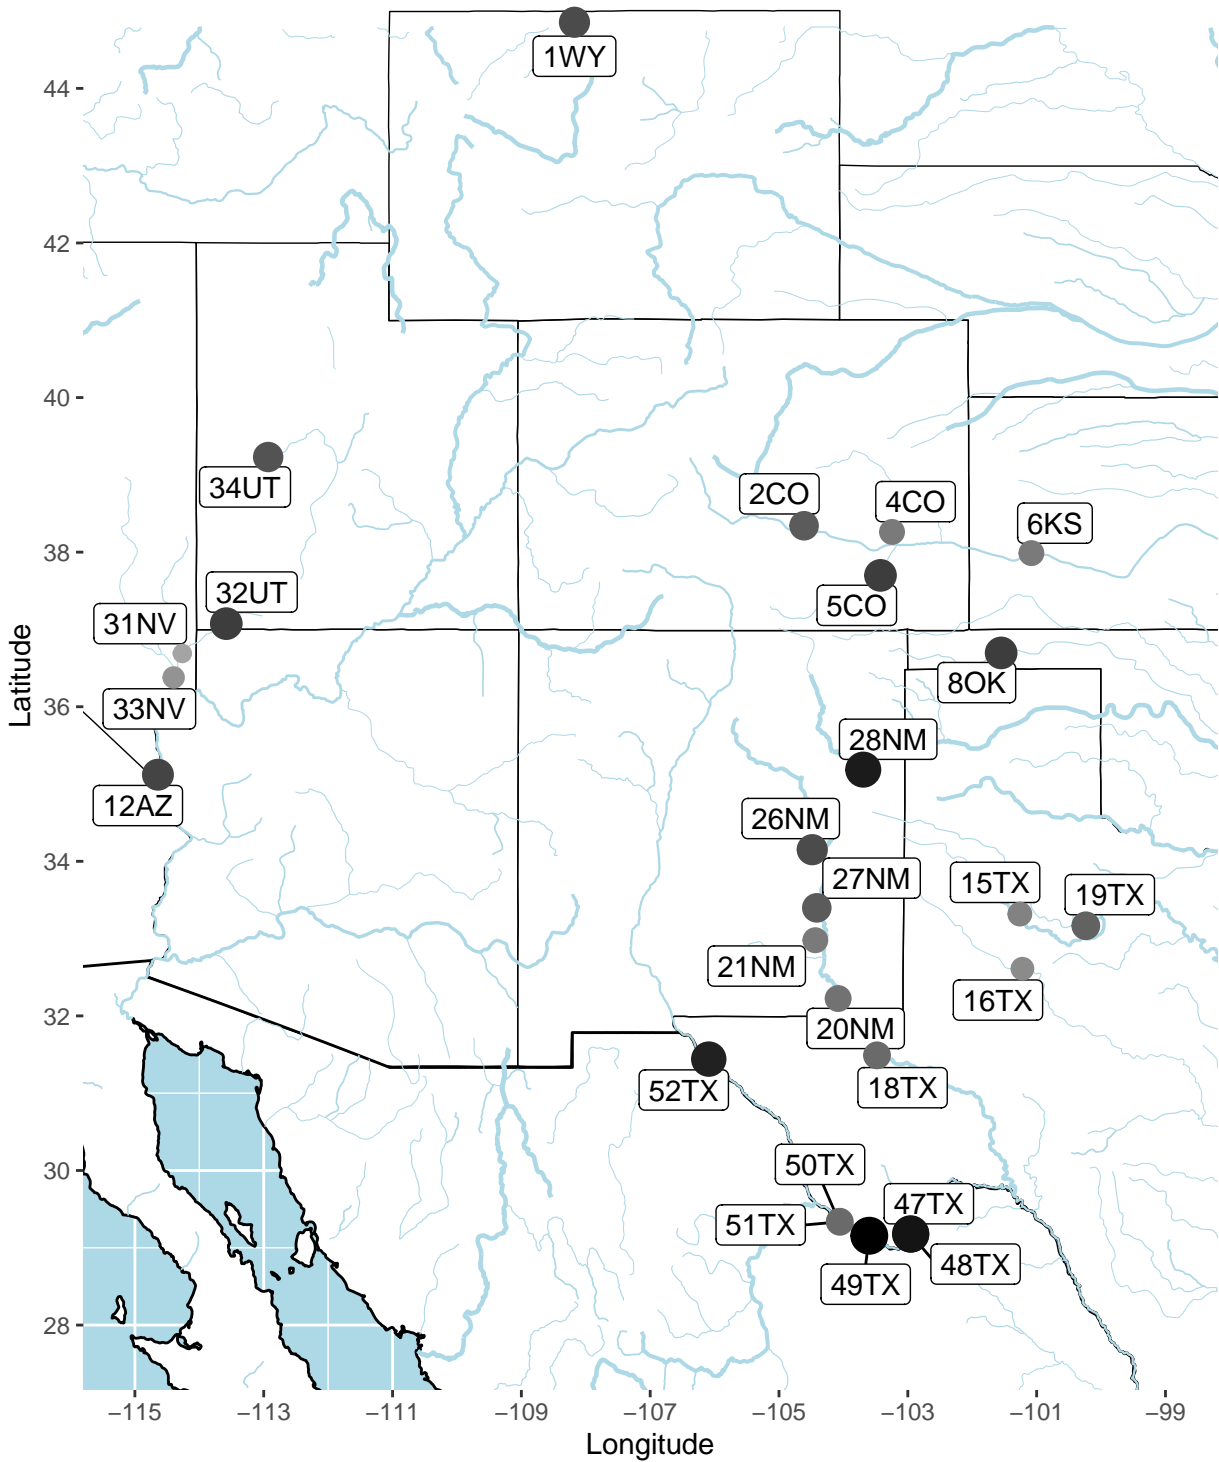 1WY
44
42
40
34UT
2CO
4CO
6KS
38
32UT
5CO
31NV
8OK
33NV
36
28NM
12AZ
26NM
34
27NM
15TX
19TX
21NM
16TX
32
20NM
52TX
18TX
50TX
30
47TX
51TX
48TX
49TX
28
−115
−113
−111
−109
−107
−105
−103
−101
−99
Longitude
Latitude